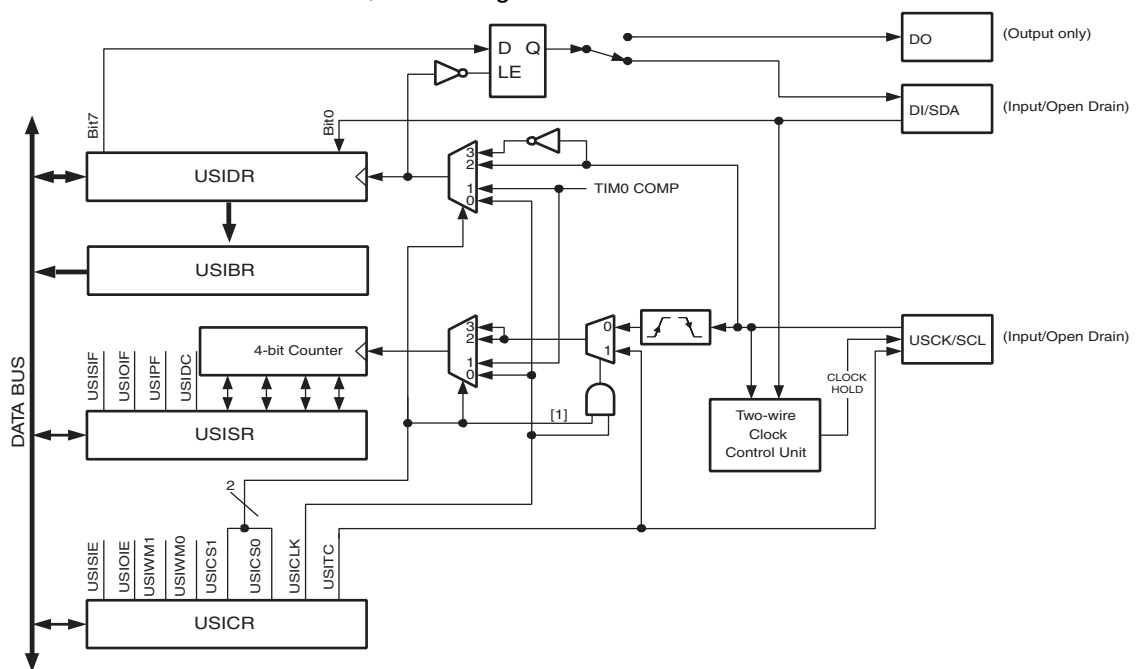 D Q
LE
DO
(Output only)
DI/SDA
(Input/Open Drain)
Bit7
Bit0
USIDR
3
2
1
0
TIM0 COMP
USIBR
DATA BUS
4-bit Counter
3
2
1
0
0
1
USCK/SCL
(Input/Open Drain)
CLOCK
HOLD
USISIF
USIOIF
USIPF
USIDC
USISR
[1]
Two-wire
Clock
Control Unit
2
USISIE
USIOIE
USIWM1
USIWM0
USICS1
USICS0
USICLK
USITC
USICR